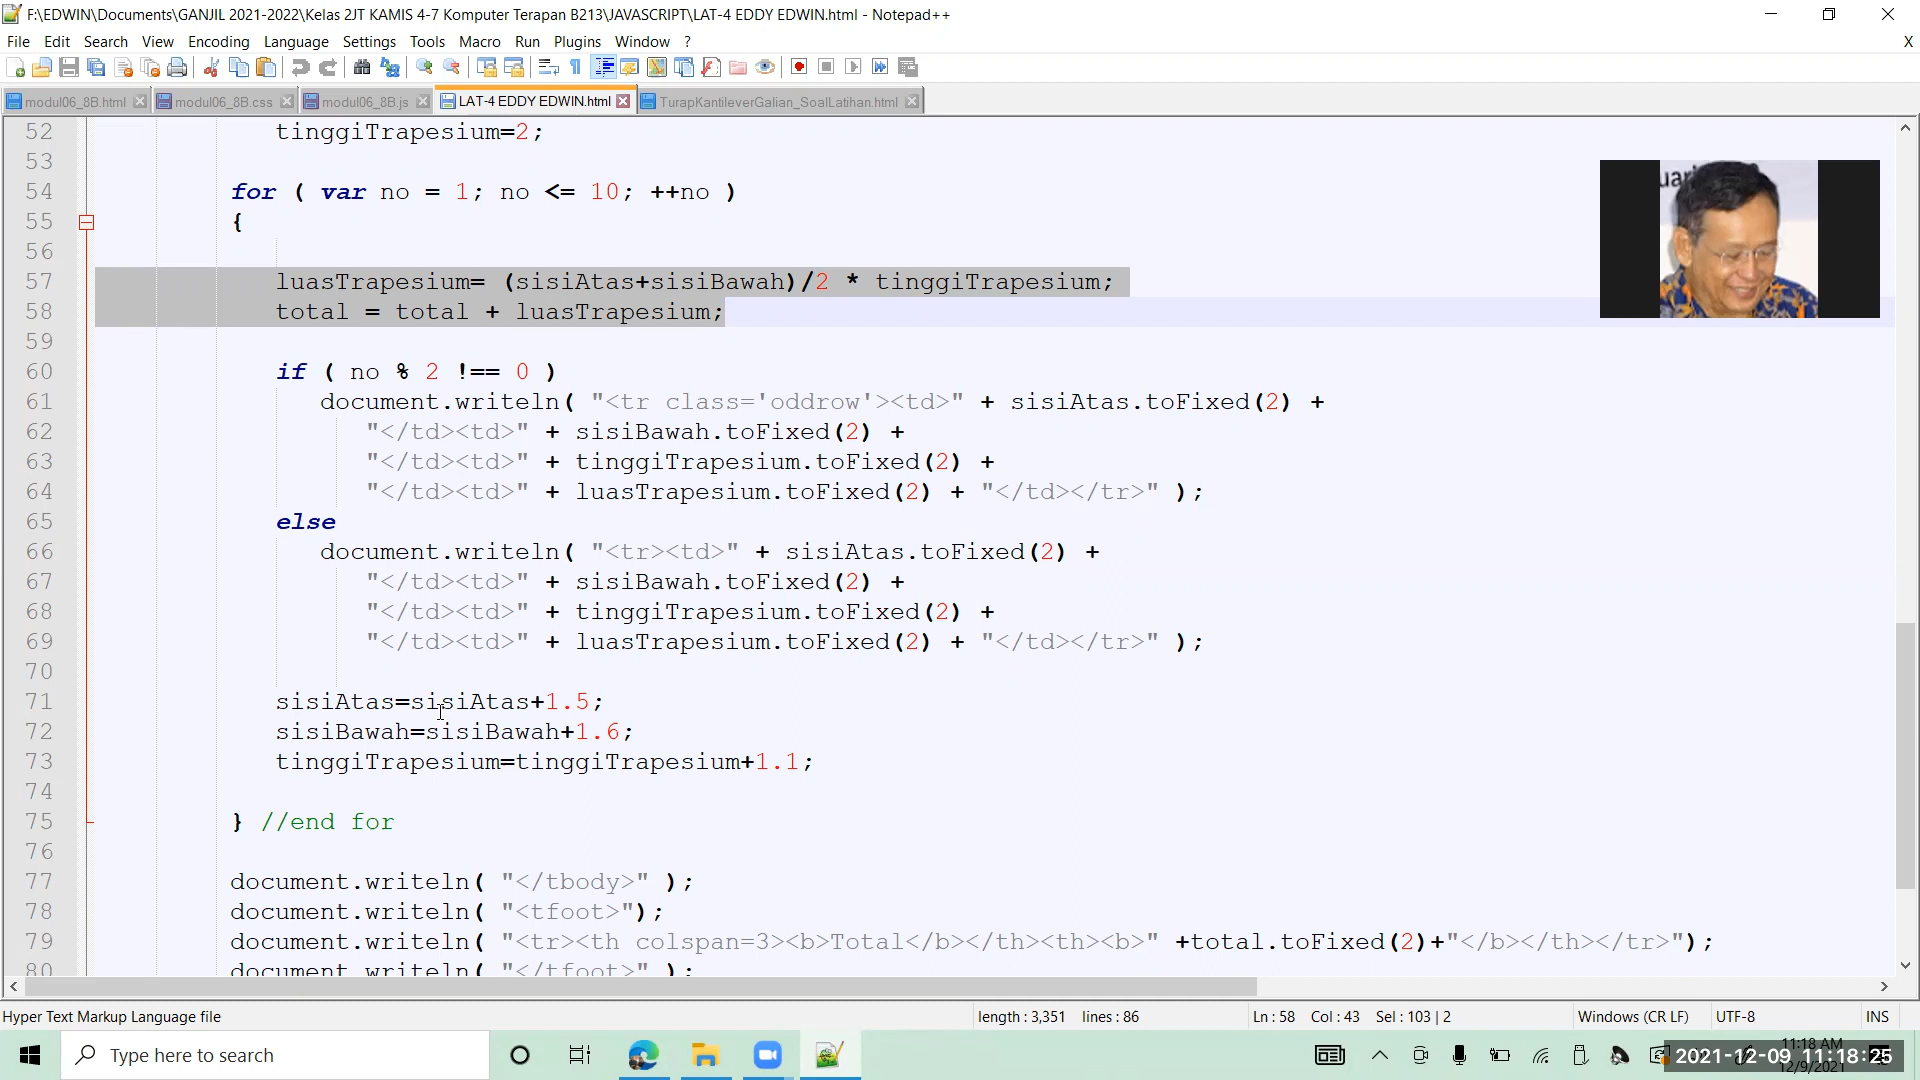 F:\EDWIN\Documents\GANJIL 2021-2022\Kelas 2JT KAMIS 4-7 Komputer Terapan B213\JAVASCRIPT\LAT-4 EDDY EDWIN.html - Notepad++
File Edit Search View Encoding Language Settings Tools Macro Run Plugins Window ? X
modul06_8B.html modul06_8B.css modul06_8B.js LAT-4 EDDY EDWIN.html TurapKantileverGalian_SoalLatihan.html
52 tinggiTrapesium=2;
53
54 for ( var no = 1; no <= 10; ++no )
55 {
56
57 luasTrapesium= (sisiAtas+sisiBawah)/2 * tinggiTrapesium;
58 total = total + luasTrapesium;
59
60 if ( no % 2 !== 0 )
61 document.writeln( "<tr class='oddrow'><td>" + sisiAtas.toFixed(2) +
62 "</td><td>" + sisiBawah.toFixed(2) +
63 "</td><td>" + tinggiTrapesium.toFixed(2) +
64 "</td><td>" + luasTrapesium.toFixed(2) + "</td></tr>" );
65 else
66 document.writeln( "<tr><td>" + sisiAtas.toFixed(2) +
67 "</td><td>" + sisiBawah.toFixed(2) +
68 "</td><td>" + tinggiTrapesium.toFixed(2) +
69 "</td><td>" + luasTrapesium.toFixed(2) + "</td></tr>" );
70
71 sisiAtas=sisiAtas+1.5;
72 sisiBawah=sisiBawah+1.6;
73 tinggiTrapesium=tinggiTrapesium+1.1;
74
75 } //end for
76
77 document.writeln( "</tbody>" );
78 document.writeln( "<tfoot>");
79 document.writeln( "<tr><th colspan=3><b>Total</b></th><th><b>" +total.toFixed(2)+"</b></th></tr>");
80 document.writeln( "</tfoot>" );
Hyper Text Markup Language file length : 3,351 lines : 86 Ln : 58 Col : 43 Sel : 103 | 2 Windows (CR LF) UTF-8 INS
Type here to search
11:18 AM
2021-12-09 11:18:25
12/9/2021